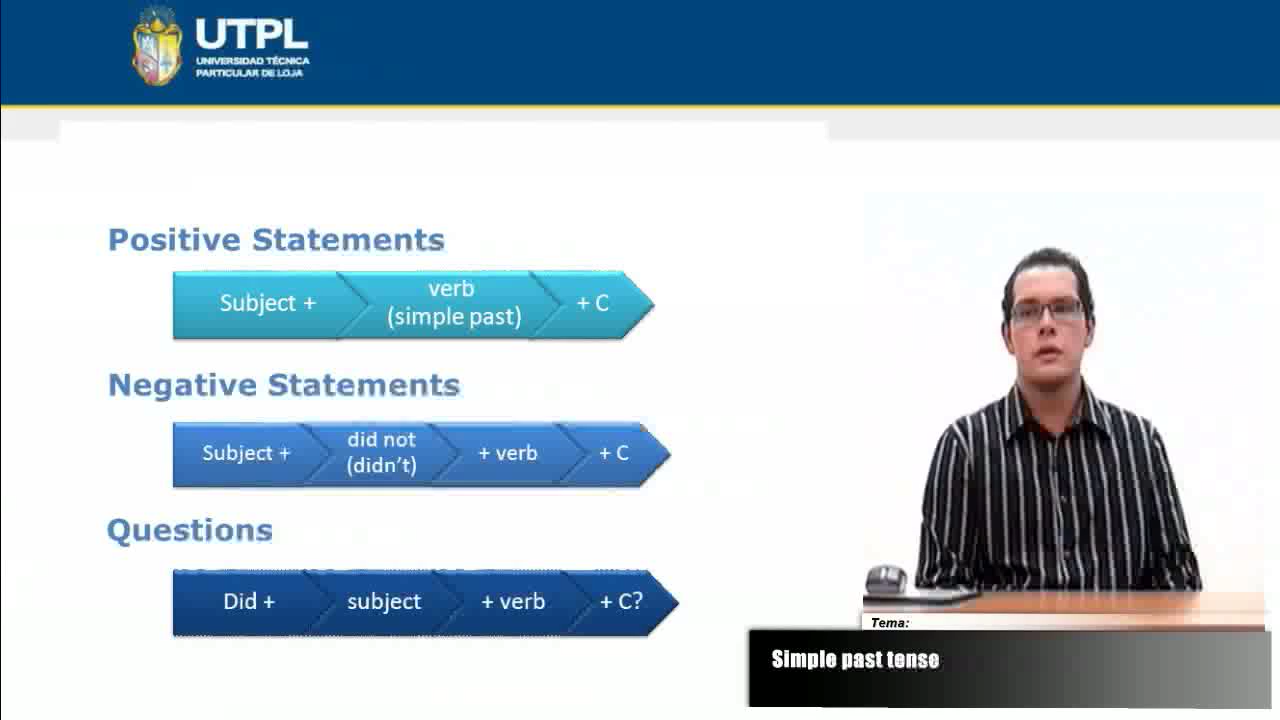 UTPL
UNIVERSIDAD TÉCNICA
PARTICULAR DE LOJA
Positive Statements
Subject +
verb
(simple past)
+ C
Negative Statements
Subject +
did not
(didn’t)
+ verb
+ C
Questions
Did +
subject
+ verb
+ C?
Tema:
Simple past tense